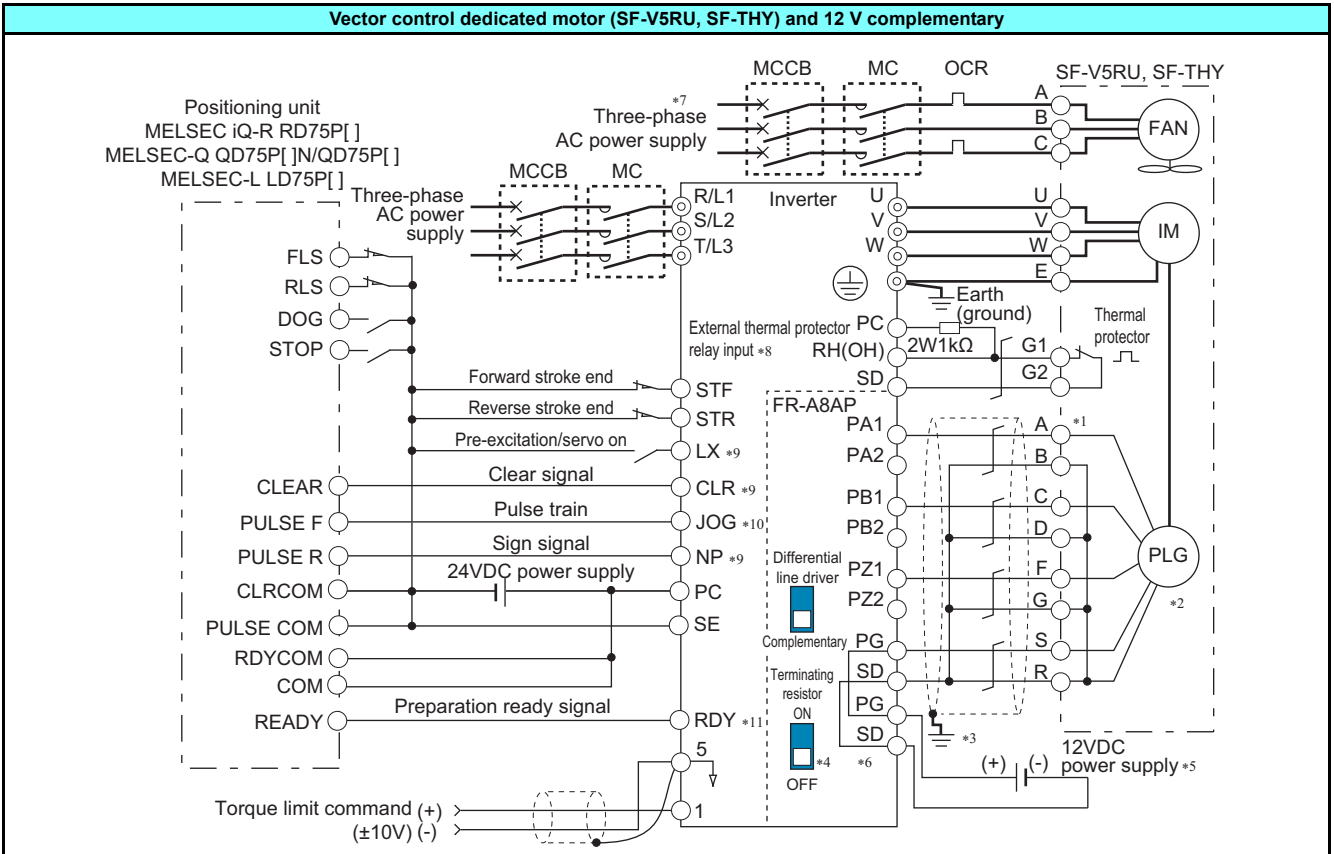 Vector control dedicated motor (SF-V5RU, SF-THY) and 12 V complementary
MCCB
MC
OCR
SF-V5RU, SF-THY
Positioning unit
MELSEC iQ-R RD75P[ ]
MELSEC-Q QD75P[ ]N/QD75P[ ]
MELSEC-L LD75P[ ]
*7
Three-phase
AC power supply
A
B
C
FAN
MCCB
MC
Three-phase
AC power
supply
R/L1
S/L2
T/L3
Inverter
U
V
W
U
V
W
E
IM
Earth
(ground)
FLS
RLS
DOG
STOP
External thermal protector
relay input *8
PC
RH(OH)
SD
2W1kΩ
G1
G2
Thermal
protector
Forward stroke end
STF
Reverse stroke end
STR
Pre-excitation/servo on
LX *9
CLEAR
Clear signal
CLR *9
PULSE F
Pulse train
JOG *10
PULSE R
Sign signal
NP *9
CLRCOM
24VDC power supply
PC
PULSE COM
SE
RDYCOM
COM
READY
Preparation ready signal
RDY *11
5
1
Torque limit command (+)
(±10V) (-)
FR-A8AP
PA1
PA2
PB1
PB2
PZ1
PZ2
PG
SD
PG
SD
*6
Differential
line driver
Complementary
Terminating
resistor
ON
*4
OFF
A *1
B
C
D
F
G
S
R
PLG
*2
*3
(+)
(-)
12VDC
power supply *5